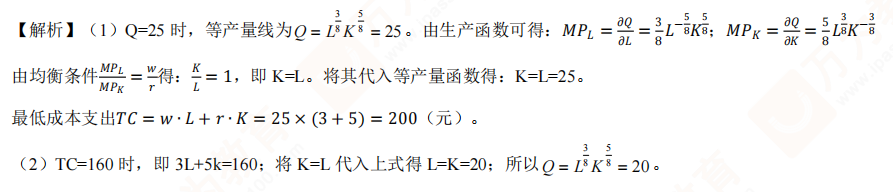 【解析】(1)Q=25 时,等产量线为 $Q = L^{\frac{3}{8}} K^{\frac{5}{8}} = 25$ 。由生产函数可得:$MP_L = \frac{\partial Q}{\partial L} = \frac{3}{8} L^{-\frac{5}{8}} K^{\frac{5}{8}}$;$MP_K = \frac{\partial Q}{\partial K} = \frac{5}{8} L^{\frac{3}{8}} K^{-\frac{3}{8}}$
由均衡条件$\frac{MP_L}{MP_K} = \frac{w}{r}$得:$\frac{K}{L} = 1$,即 K=L。将其代入等产量函数得:K=L=25。
最低成本支出$TC = w \cdot L + r \cdot K = 25 \times (3 + 5) = 200$(元)。
(2)TC=160 时,即 3L+5k=160;将 K=L 代入上式得 L=K=20;所以 $Q = L^{\frac{3}{8}} K^{\frac{5}{8}} = 20$ 。